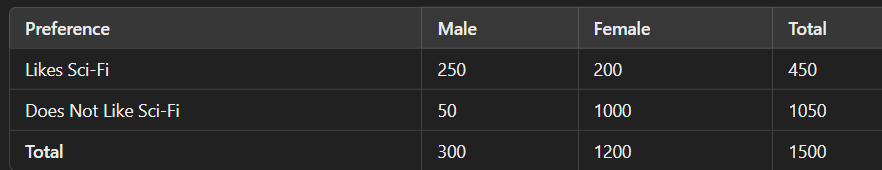 Preference Male Female Total
Likes Sci-Fi 250 200 450
Does Not Like Sci-Fi 50 1000 1050
Total 300 1200 1500